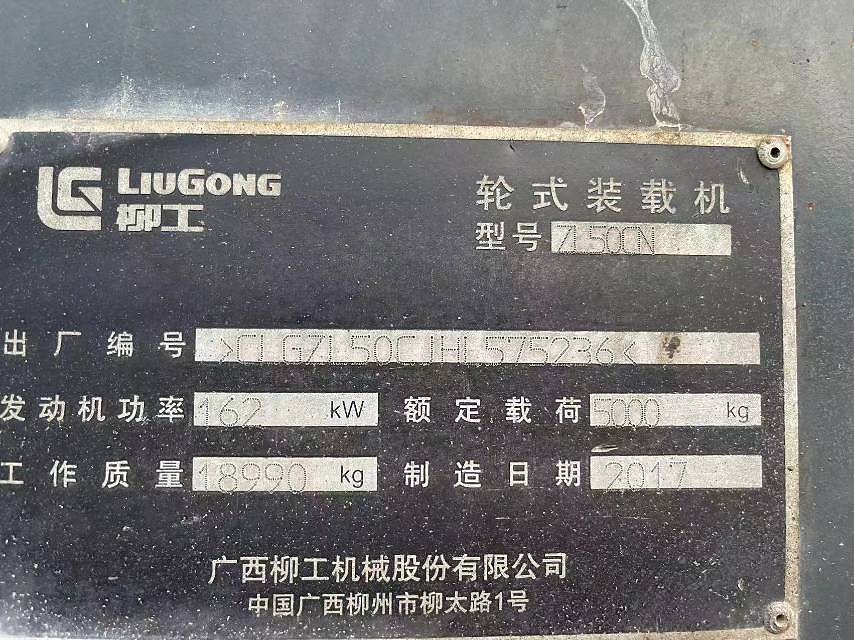 LG LIUGONG
柳工
轮式装载机
型号 ZL50CN
出厂编号 >CLGZL50CJHL575236<
发动机功率 162 kW 额定载荷 5000 kg
工作质量 18990 kg 制造日期 2017
广西柳工机械股份有限公司
中国广西柳州市柳太路1号